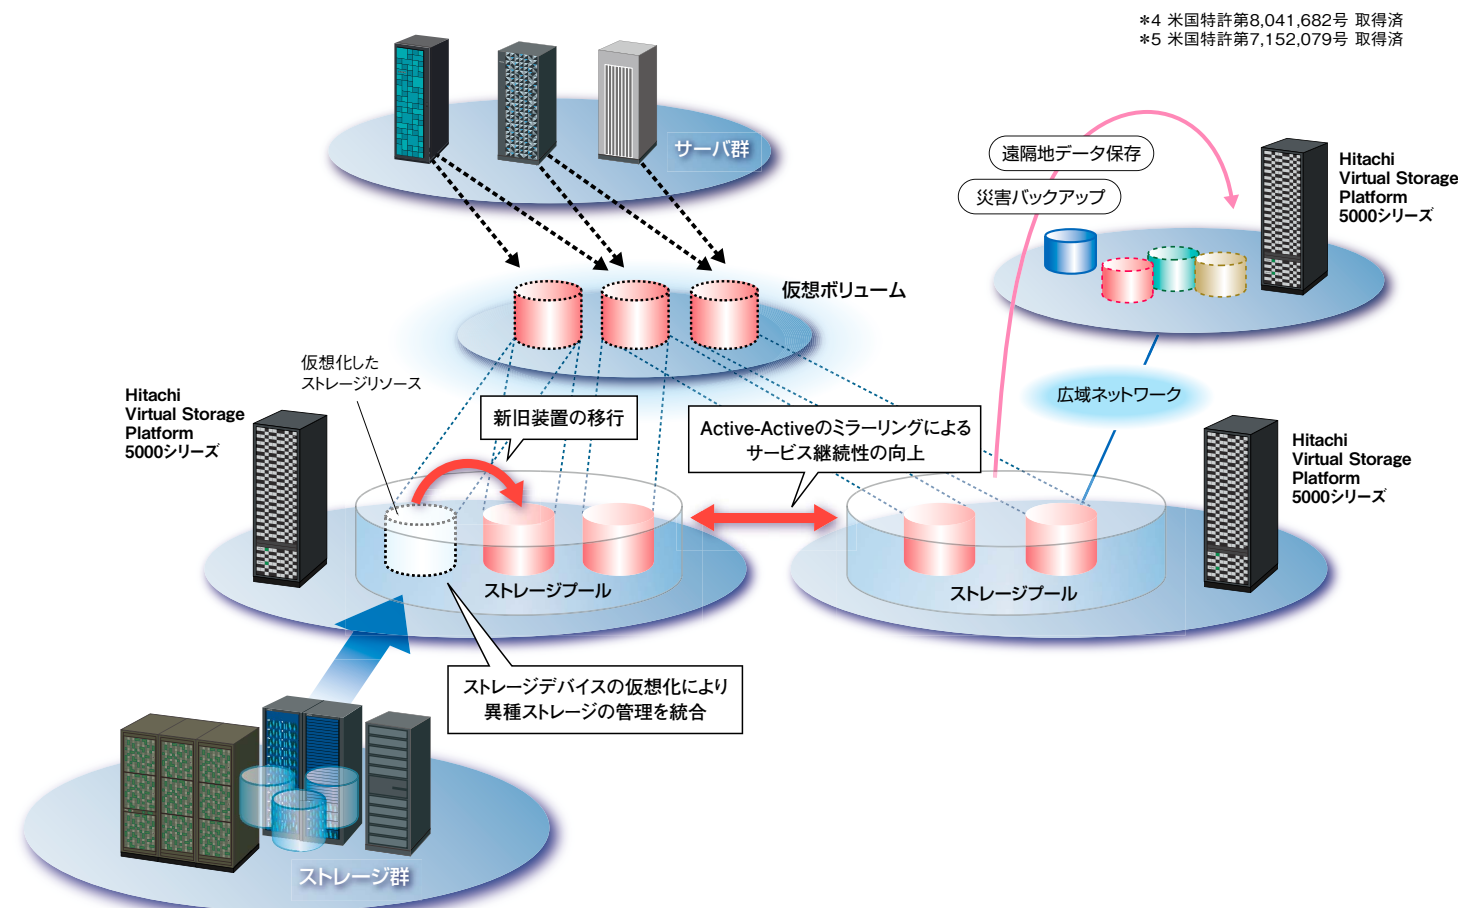 *4 米国特許第8,041,682号 取得済
*5 米国特許第7,152,079号 取得済
サーバ群
遠隔地データ保存
災害バックアップ
Hitachi
Virtual Storage
Platform
5000シリーズ
仮想ボリューム
仮想化した
ストレージリソース
広域ネットワーク
Hitachi
Virtual Storage
Platform
5000シリーズ
新旧装置の移行
Active-Activeのミラーリングによる
サービス継続性の向上
Hitachi
Virtual Storage
Platform
5000シリーズ
ストレージプール
ストレージプール
ストレージデバイスの仮想化により
異種ストレージの管理を統合
ストレージ群